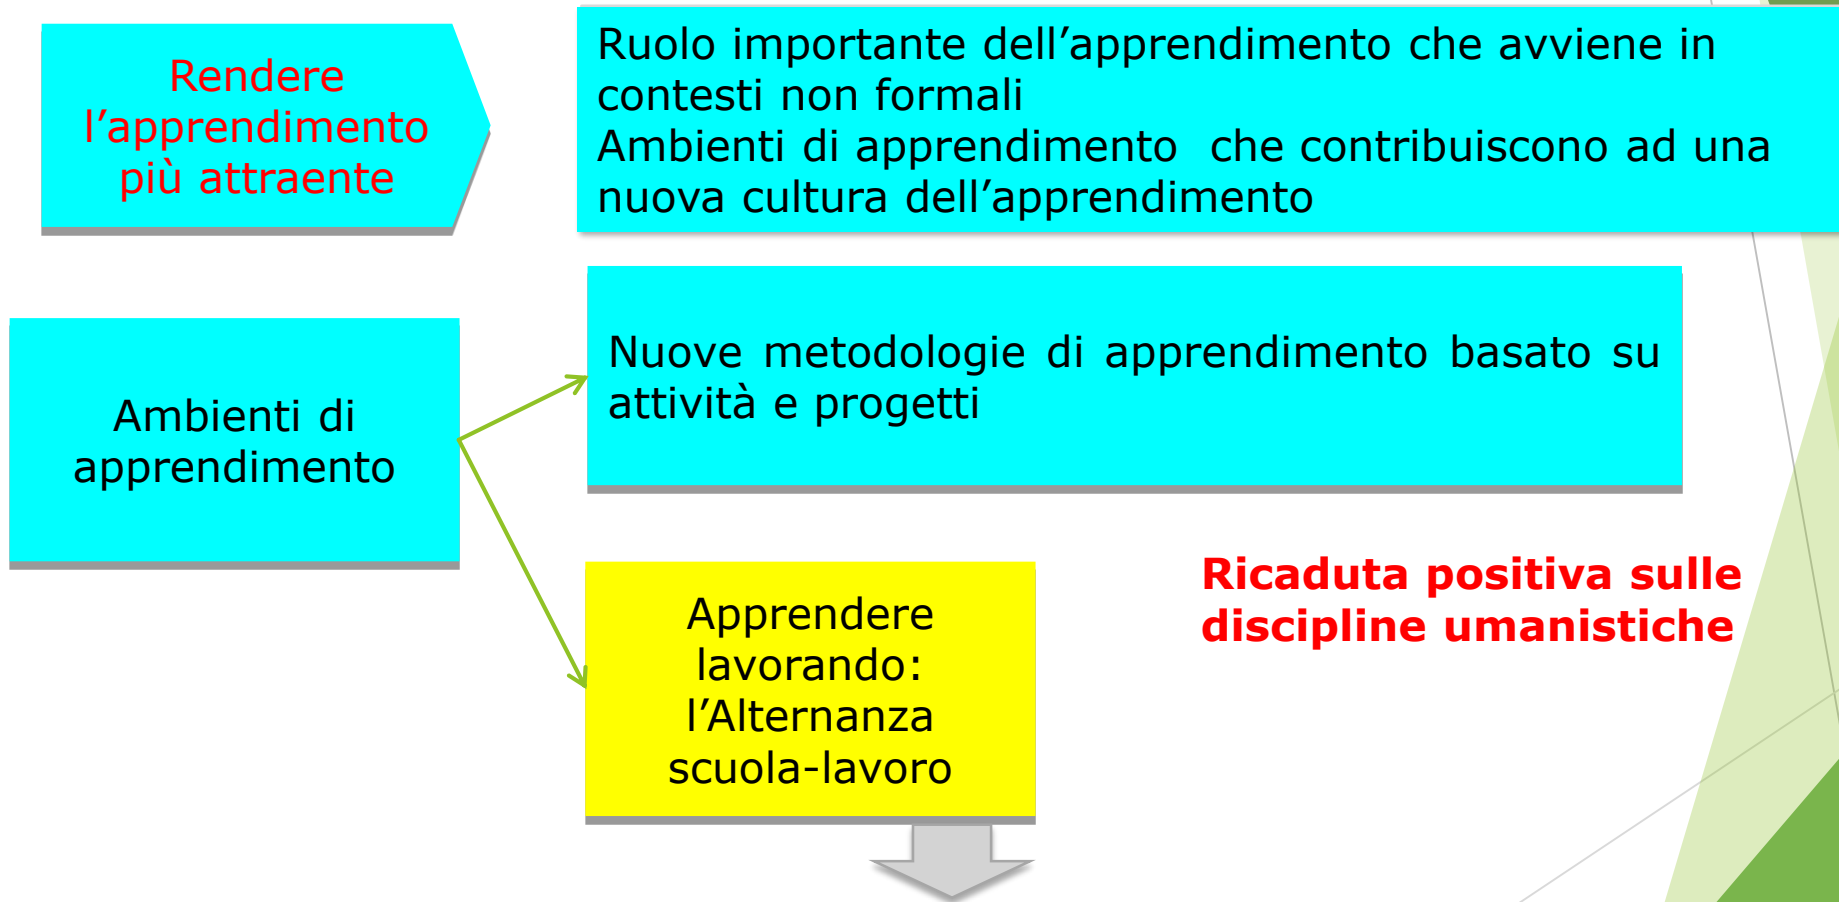 Rendere
l’apprendimento
più attraente
Ruolo importante dell’apprendimento che avviene in
contesti non formali
Ambienti di apprendimento che contribuiscono ad una
nuova cultura dell’apprendimento
Ambienti di
apprendimento
Nuove metodologie di apprendimento basato su
attività e progetti
Apprendere
lavorando:
l’Alternanza
scuola-lavoro
Ricaduta positiva sulle
discipline umanistiche